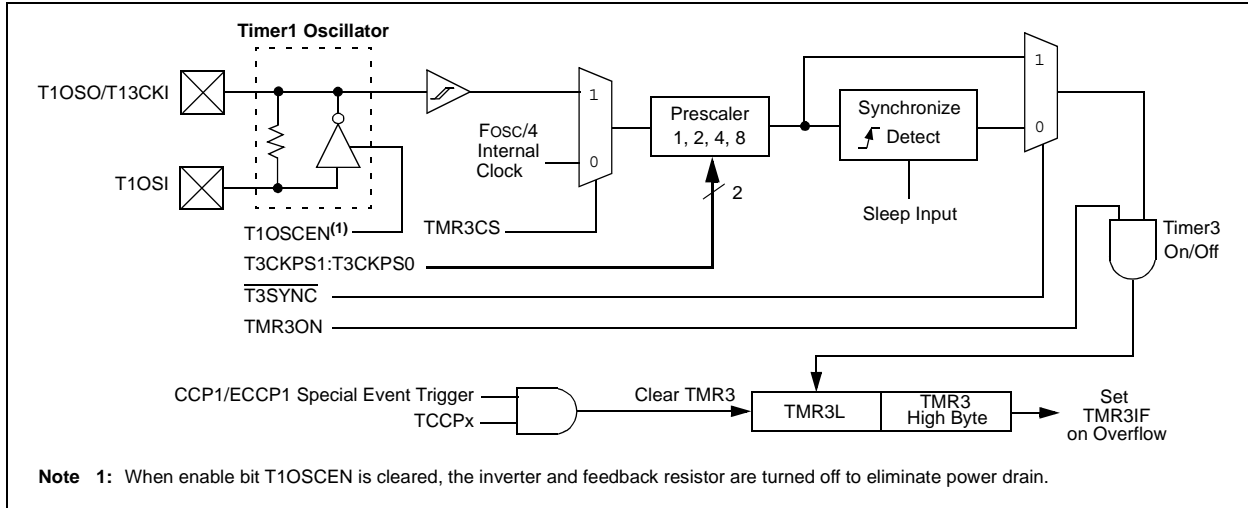 Timer1 Oscillator
T1OSO/T13CKI
T1OSI
1
0
FOSC/4
Internal
Clock
Prescaler
1, 2, 4, 8
2
Synchronize
Detect
Sleep Input
1
0
Timer3
On/Off
T1OSCEN(1)
TMR3CS
T3CKPS1:T3CKPS0
T3SYNC
TMR3ON
CCP1/ECCP1 Special Event Trigger
TCCPx
Clear TMR3
TMR3L
TMR3
High Byte
Set
TMR3IF
on Overflow
Note 1: When enable bit T1OSCEN is cleared, the inverter and feedback resistor are turned off to eliminate power drain.